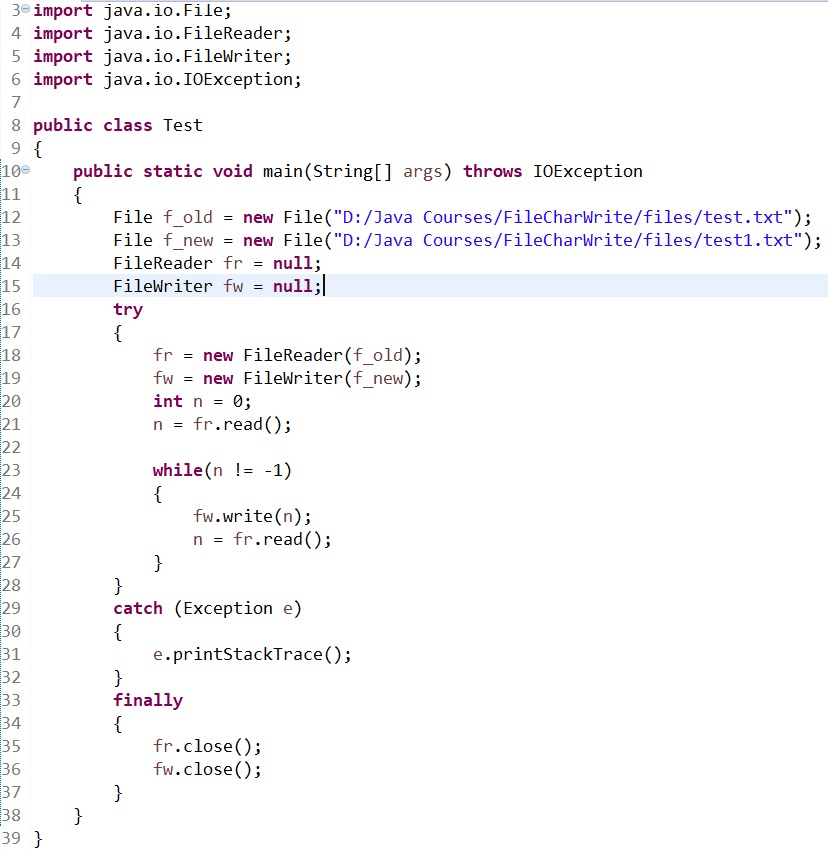 3 import java.io.File;
4 import java.io.FileReader;
5 import java.io.FileWriter;
6 import java.io.IOException;
7
8 public class Test
9 {
10 public static void main(String[] args) throws IOException
11 {
12 File f_old = new File("D:/Java Courses/FileCharWrite/files/test.txt");
13 File f_new = new File("D:/Java Courses/FileCharWrite/files/test1.txt");
14 FileReader fr = null;
15 FileWriter fw = null;
16 try
17 {
18 fr = new FileReader(f_old);
19 fw = new FileWriter(f_new);
20 int n = 0;
21 n = fr.read();
22
23 while(n != -1)
24 {
25 fw.write(n);
26 n = fr.read();
27 }
28 }
29 catch (Exception e)
30 {
31 e.printStackTrace();
32 }
33 finally
34 {
35 fr.close();
36 fw.close();
37 }
38 }
39 }